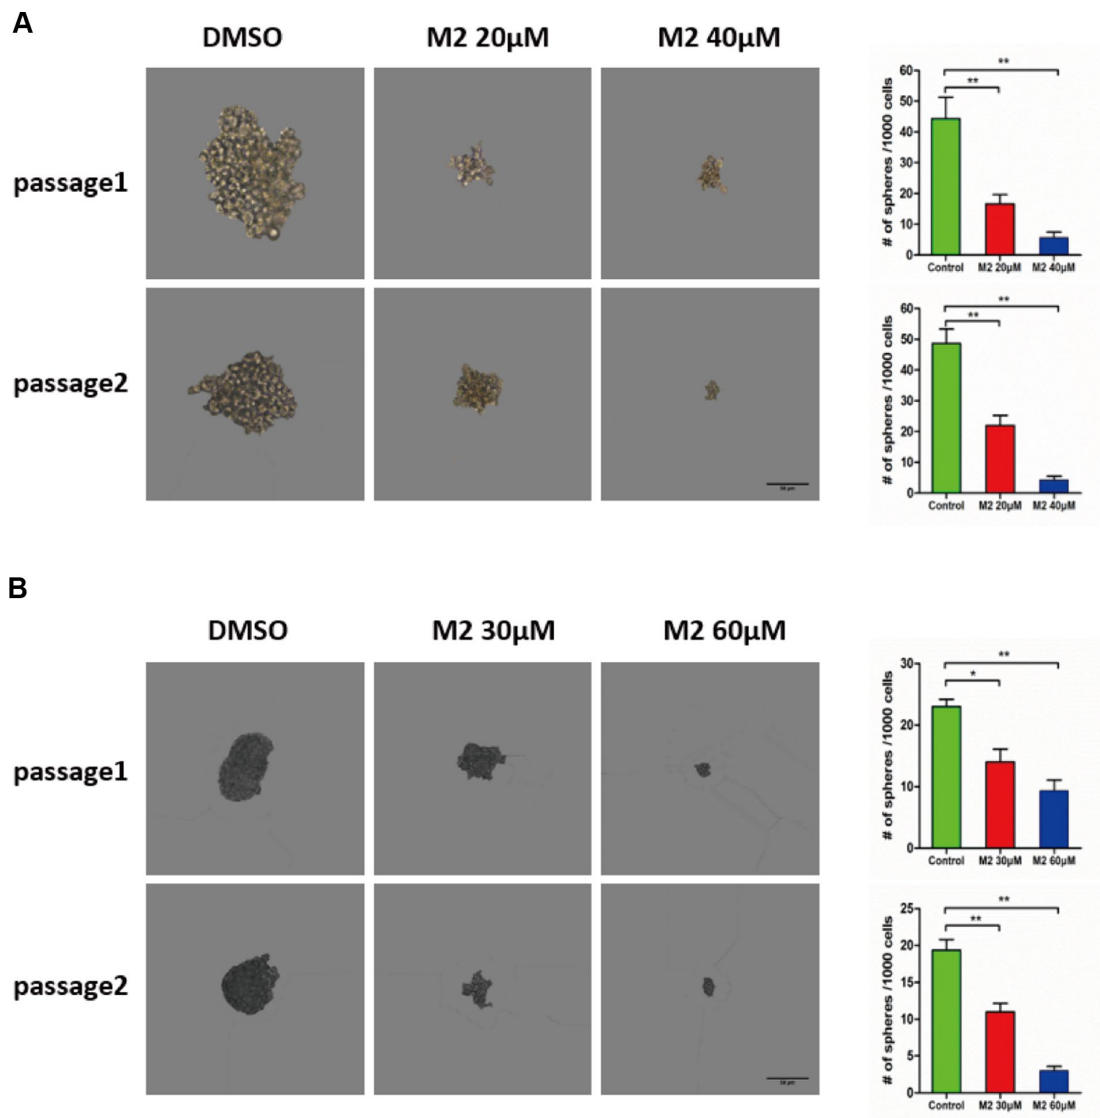 A
DMSO
M2 20µM
M2 40µM
passage1
passage2
# of spheres /1000 cells
60
50
40
30
20
10
0
**
**
Control
M2 20µM
M2 40µM
# of spheres /1000 cells
60
50
40
30
20
10
0
**
**
Control
M2 20µM
M2 40µM
B
DMSO
M2 30µM
M2 60µM
passage1
passage2
# of spheres /1000 cells
30
20
10
0
**
*
Control
M2 30µM
M2 60µM
# of spheres /1000 cells
25
20
15
10
5
0
**
**
Control
M2 30µM
M2 60µM